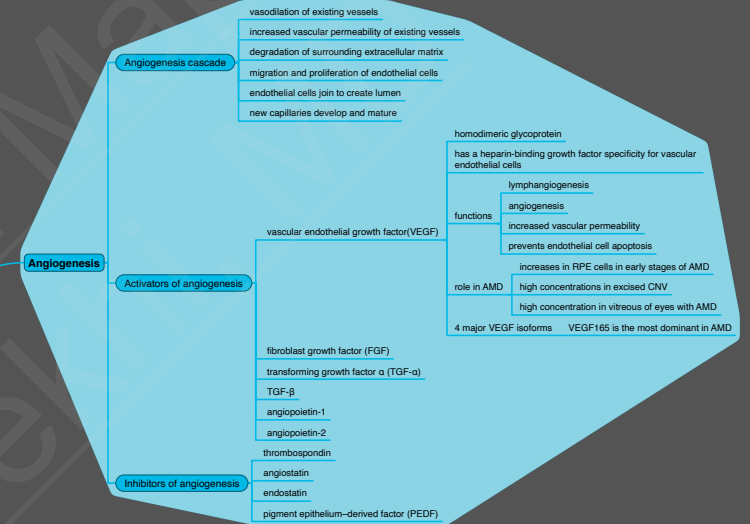 Angiogenesis
Angiogenesis cascade
vasodilation of existing vessels
increased vascular permeability of existing vessels
degradation of surrounding extracellular matrix
migration and proliferation of endothelial cells
endothelial cells join to create lumen
new capillaries develop and mature
Activators of angiogenesis
vascular endothelial growth factor(VEGF)
homodimeric glycoprotein
has a heparin-binding growth factor specificity for vascular
endothelial cells
functions
lymphangiogenesis
angiogenesis
increased vascular permeability
prevents endothelial cell apoptosis
role in AMD
increases in RPE cells in early stages of AMD
high concentrations in excised CNV
high concentration in vitreous of eyes with AMD
4 major VEGF isoforms VEGF165 is the most dominant in AMD
fibroblast growth factor (FGF)
transforming growth factor α (TGF-α)
TGF-β
angiopoietin-1
angiopoietin-2
Inhibitors of angiogenesis
thrombospondin
angiostatin
endostatin
pigment epithelium–derived factor (PEDF)